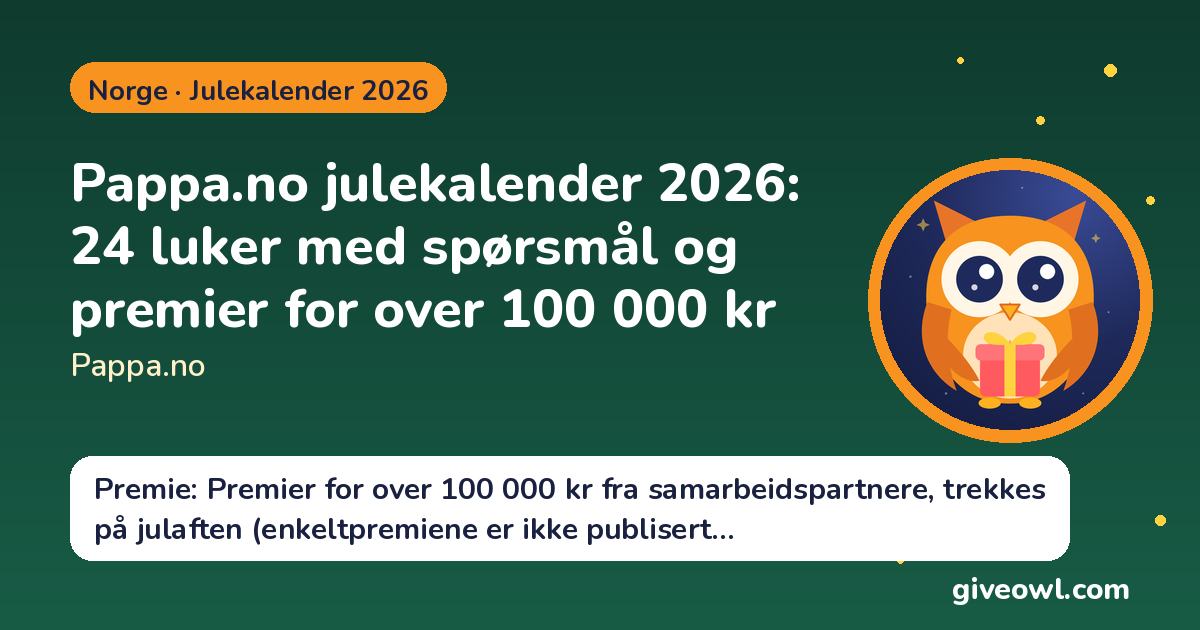 Norge · Julekalender 2026
Pappa.no julekalender 2026:
24 luker med spørsmål og
premier for over 100 000 kr
Pappa.no
Premie: Premier for over 100 000 kr fra samarbeidspartnere, trekkes
på julaften (enkeltpremiene er ikke publisert...
giveowl.com